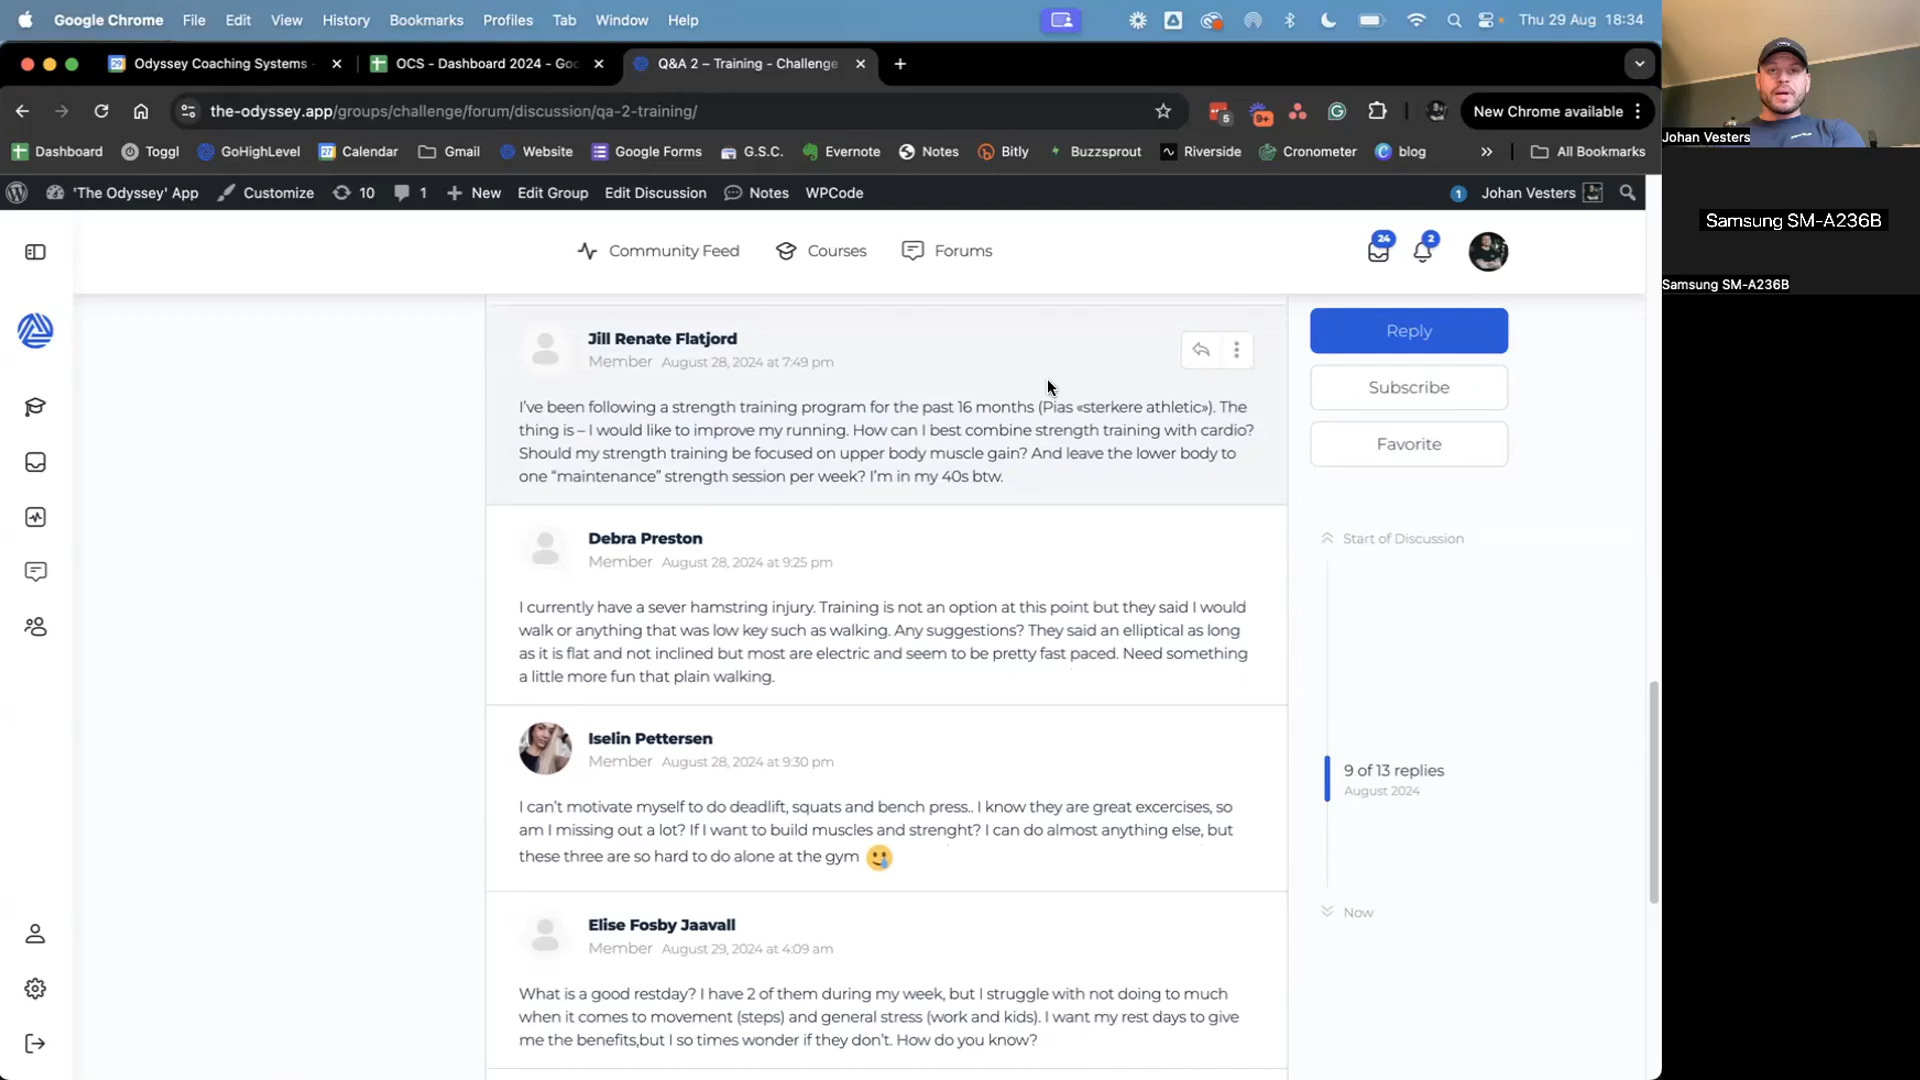 Google Chrome File Edit View History Bookmarks Profiles Tab Window Help Thu 29 Aug 18:34
29 Odyssey Coaching Systems - OCS - Dashboard 2024 - Goo Q&A 2 – Training - Challenge
the-odyssey.app/groups/challenge/forum/discussion/qa-2-training/ 5 9+ New Chrome available
Dashboard Toggl GoHighLevel 27 Calendar Gmail Website Google Forms G.S.C. Evernote Notes Bitly Buzzsprout Riverside Cronometer blog » All Bookmarks
'The Odyssey' App Customize 10 1 New Edit Group Edit Discussion Notes WPCode 1 Johan Vesters
Community Feed Courses Forums 24 2
Jill Renate Flatjord
Member August 28, 2024 at 7:49 pm
I've been following a strength training program for the past 16 months (Pias «sterkere athletic»). The
thing is – I would like to improve my running. How can I best combine strength training with cardio?
Should my strength training be focused on upper body muscle gain? And leave the lower body to
one “maintenance” strength session per week? I'm in my 40s btw.
Debra Preston
Member August 28, 2024 at 9:25 pm
I currently have a sever hamstring injury. Training is not an option at this point but they said I would
walk or anything that was low key such as walking. Any suggestions? They said an elliptical as long
as it is flat and not inclined but most are electric and seem to be pretty fast paced. Need something
a little more fun that plain walking.
Iselin Pettersen
Member August 28, 2024 at 9:30 pm
I can't motivate myself to do deadlift, squats and bench press.. I know they are great excercises, so
am I missing out a lot? If I want to build muscles and strenght? I can do almost anything else, but
these three are so hard to do alone at the gym
Elise Fosby Jaavall
Member August 29, 2024 at 4:09 am
What is a good restday? I have 2 of them during my week, but I struggle with not doing to much
when it comes to movement (steps) and general stress (work and kids). I want my rest days to give
me the benefits,but I so times wonder if they don't. How do you know?
Reply
Subscribe
Favorite
Start of Discussion
9 of 13 replies
August 2024
Now
Johan Vesters
Samsung SM-A236B
Samsung SM-A236B